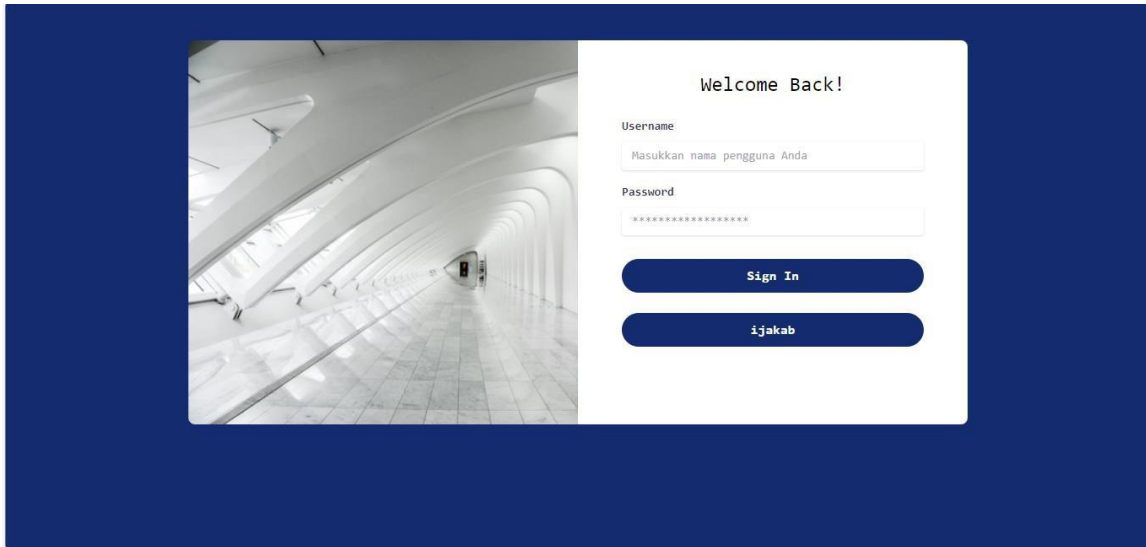 Welcome Back!
Username
Masukkan nama pengguna Anda
Password
******************
Sign In
ijakab